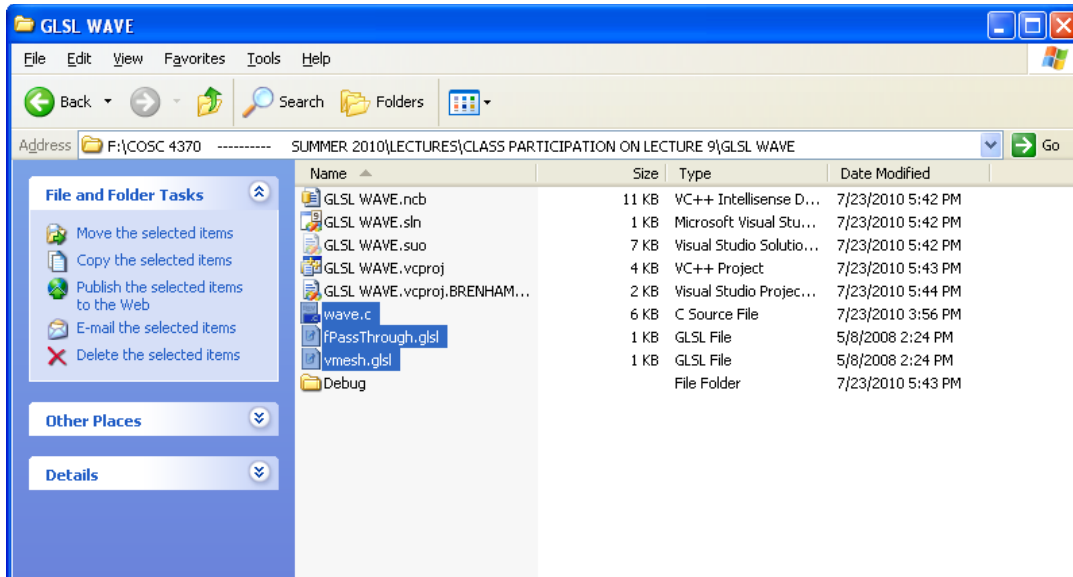 GLSL WAVE
File Edit View Favorites Tools Help
Back Search Folders
Address F:\COSC 4370 ---------- SUMMER 2010\LECTURES\CLASS PARTICIPATION ON LECTURE 9\GLSL WAVE Go
File and Folder Tasks
Move the selected items
Copy the selected items
Publish the selected items
to the Web
E-mail the selected items
Delete the selected items
Other Places
Details
Name Size Type Date Modified
GLSL WAVE.ncb 11 KB VC++ Intellisense D... 7/23/2010 5:42 PM
GLSL WAVE.sln 1 KB Microsoft Visual Stu... 7/23/2010 5:42 PM
GLSL WAVE.suo 7 KB Visual Studio Solutio... 7/23/2010 5:42 PM
GLSL WAVE.vcproj 4 KB VC++ Project 7/23/2010 5:43 PM
GLSL WAVE.vcproj.BRENHAM... 2 KB Visual Studio Projec... 7/23/2010 5:44 PM
wave.c 6 KB C Source File 7/23/2010 3:56 PM
fPassThrough.glsl 1 KB GLSL File 5/8/2008 2:24 PM
vmesh.glsl 1 KB GLSL File 5/8/2008 2:24 PM
Debug File Folder 7/23/2010 5:43 PM